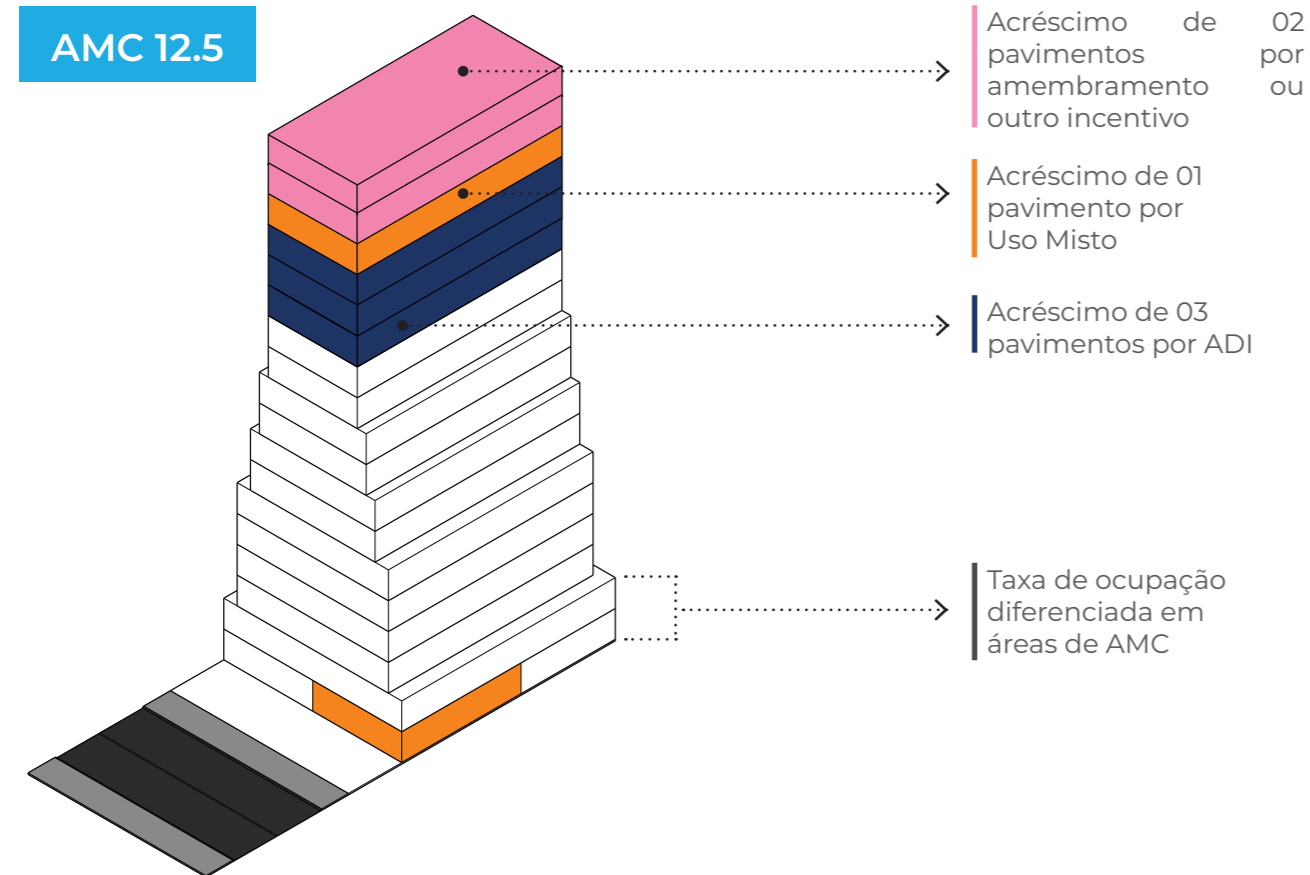 AMC 12.5
Acréscimo de 02
pavimentos por
amembramento ou
outro incentivo
Acréscimo de 01
pavimento por
Uso Misto
Acréscimo de 03
pavimentos por ADI
Taxa de ocupação
diferenciada em
áreas de AMC